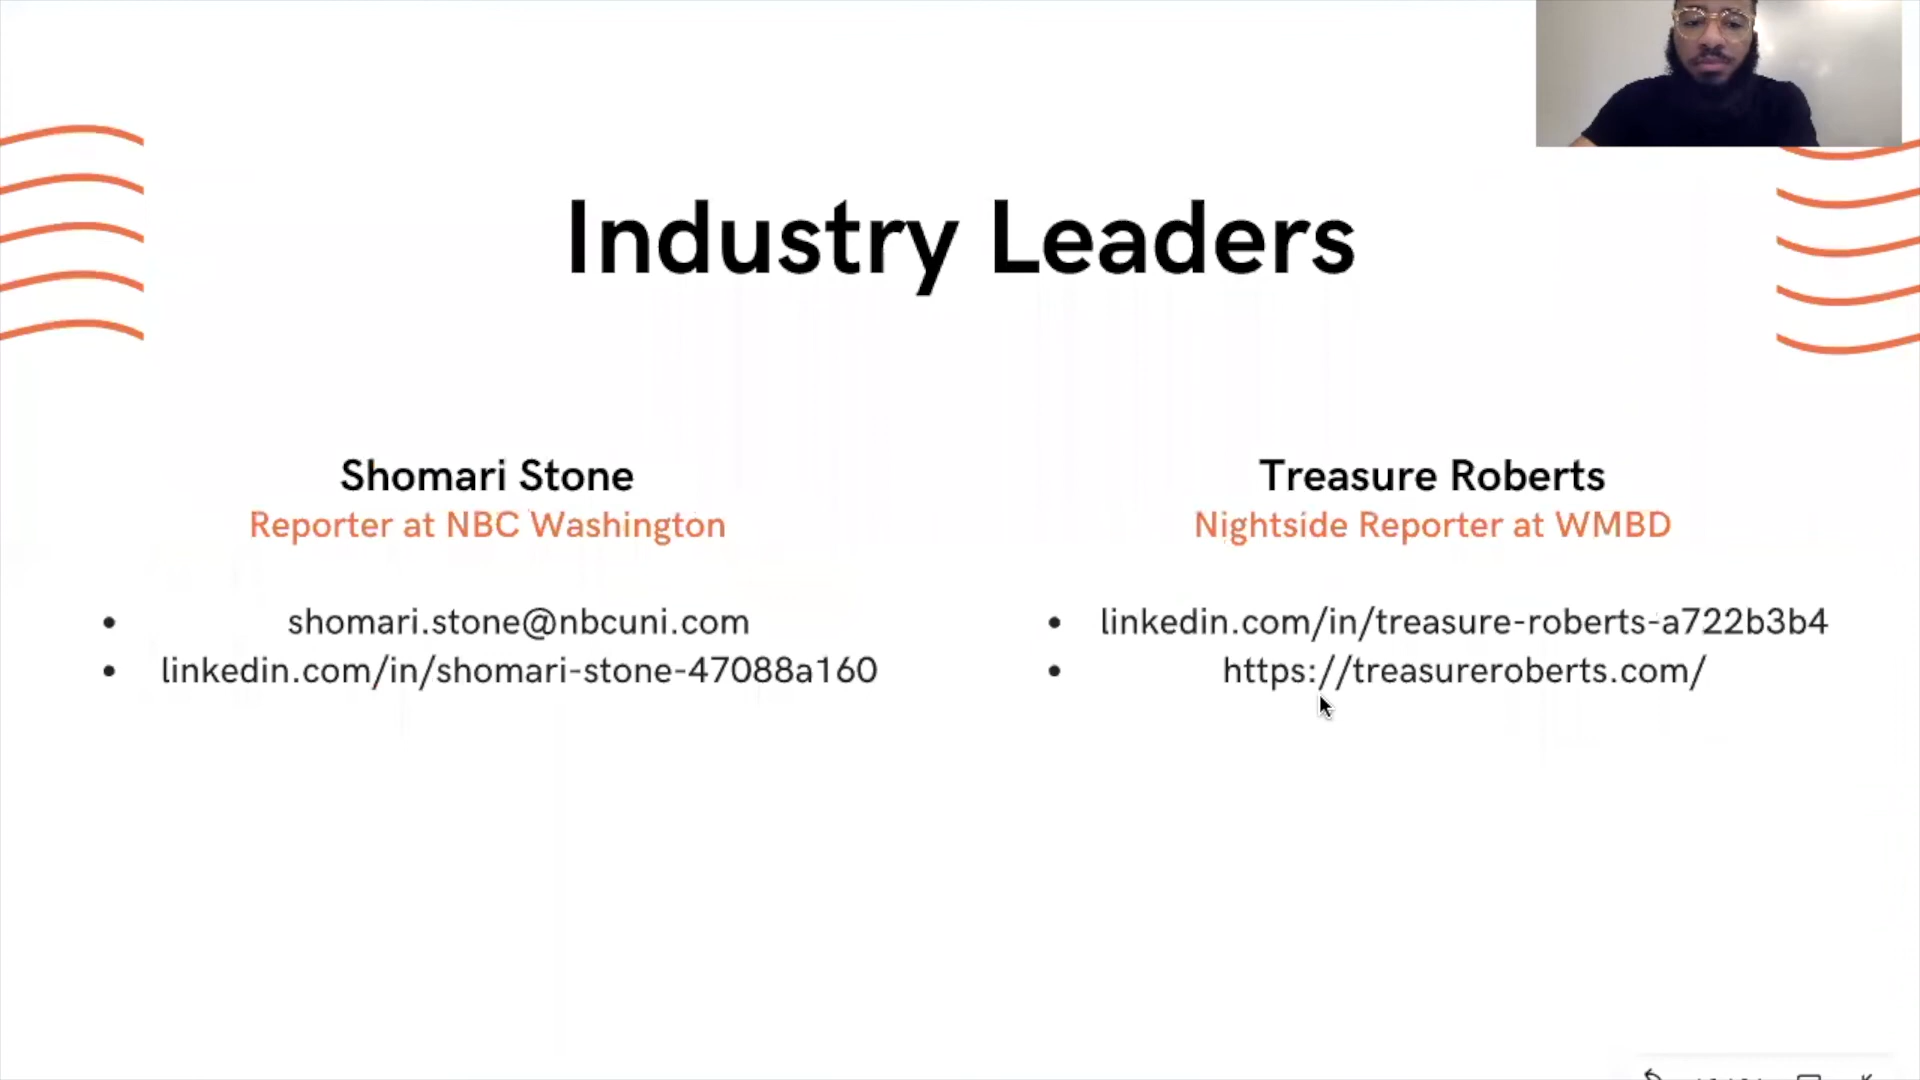 Industry Leaders
Shomari Stone
Reporter at NBC Washington
• shomari.stone@nbcuni.com
• linkedin.com/in/shomari-stone-47088a160
Treasure Roberts
Nightside Reporter at WMBD
• linkedin.com/in/treasure-roberts-a722b3b4
• https://treasureroberts.com/